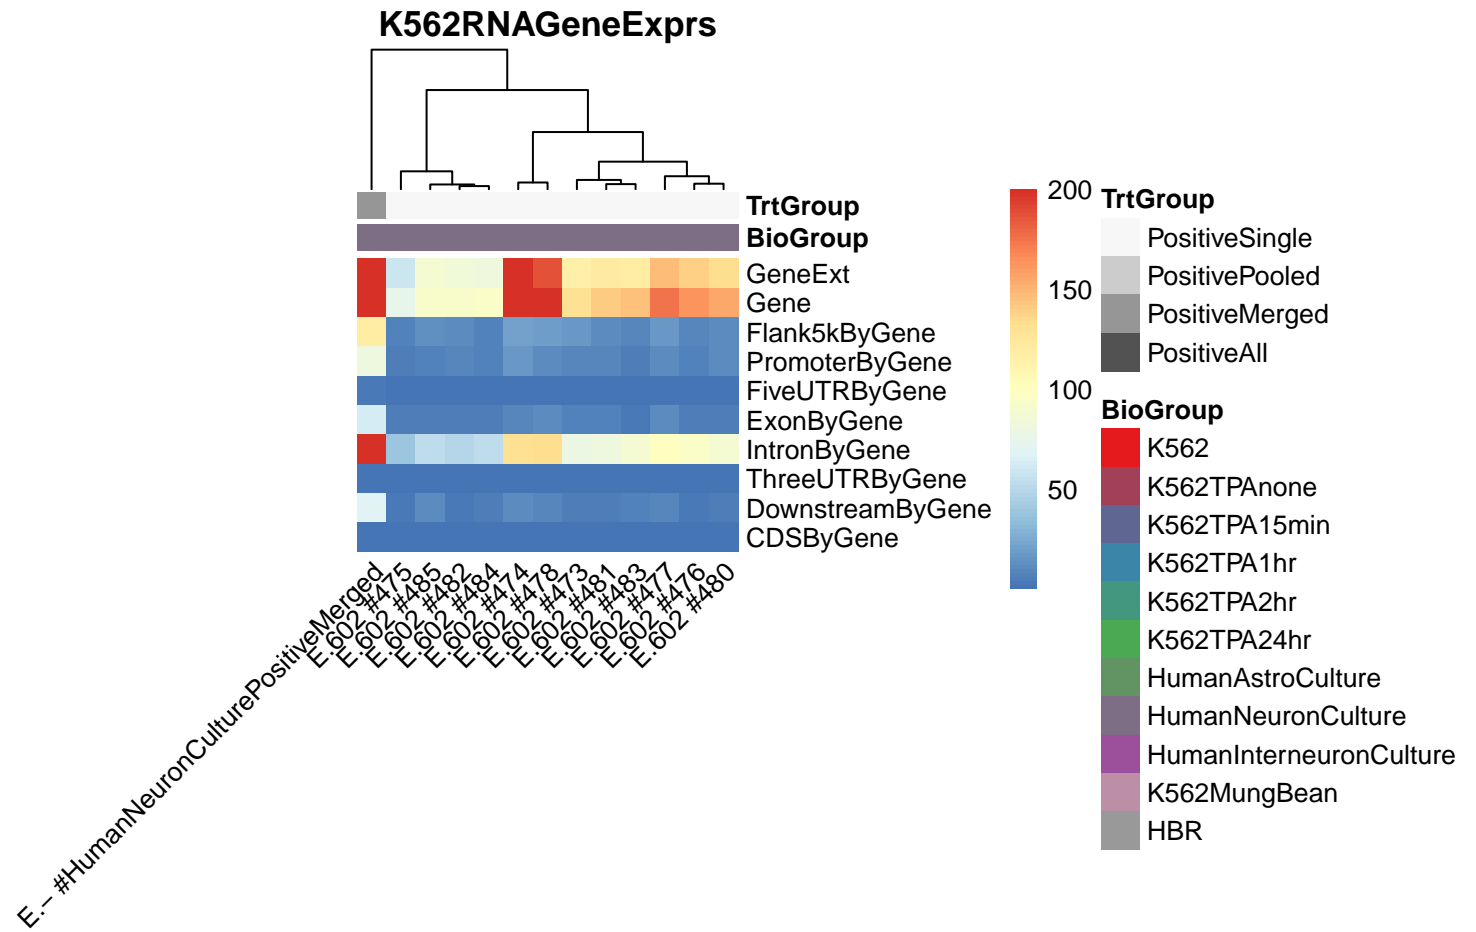 K562RNAGeneExprs
TrtGroup
BioGroup
GeneExt
Gene
Flank5kByGene
PromoterByGene
FiveUTRByGene
ExonByGene
IntronByGene
ThreeUTRByGene
DownstreamByGene
CDSByGene
E.− #HumanNeuronCulturePositiveMerged
E.602 #475
E.602 #485
E.602 #482
E.602 #484
E.602 #474
E.602 #478
E.602 #473
E.602 #481
E.602 #483
E.602 #477
E.602 #476
E.602 #480
200
150
100
50
TrtGroup
PositiveSingle
PositivePooled
PositiveMerged
PositiveAll
BioGroup
K562
K562TPAnone
K562TPA15min
K562TPA1hr
K562TPA2hr
K562TPA24hr
HumanAstroCulture
HumanNeuronCulture
HumanInterneuronCulture
K562MungBean
HBR